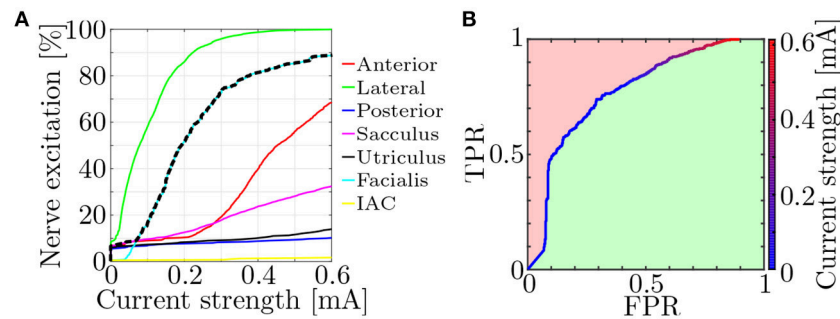 A
Nerve excitation [%]
100
80
60
40
20
0
0
0.2
0.4
0.6
Current strength [mA]
Anterior
Lateral
Posterior
Sacculus
Utriculus
Facialis
IAC
B
TPR
1
0.5
0
0
0.5
1
FPR
0.6
0.4
0.2
0
Current strength [mA]